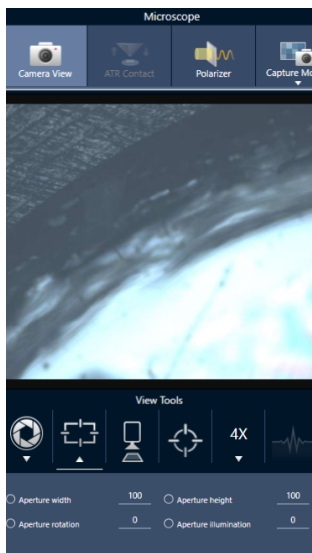 Microscope
Camera View
ATR Contact
Polarizer
Capture Mo
View Tools
4X
Aperture width 100 Aperture height 100
Aperture rotation 0 Aperture illumination 0